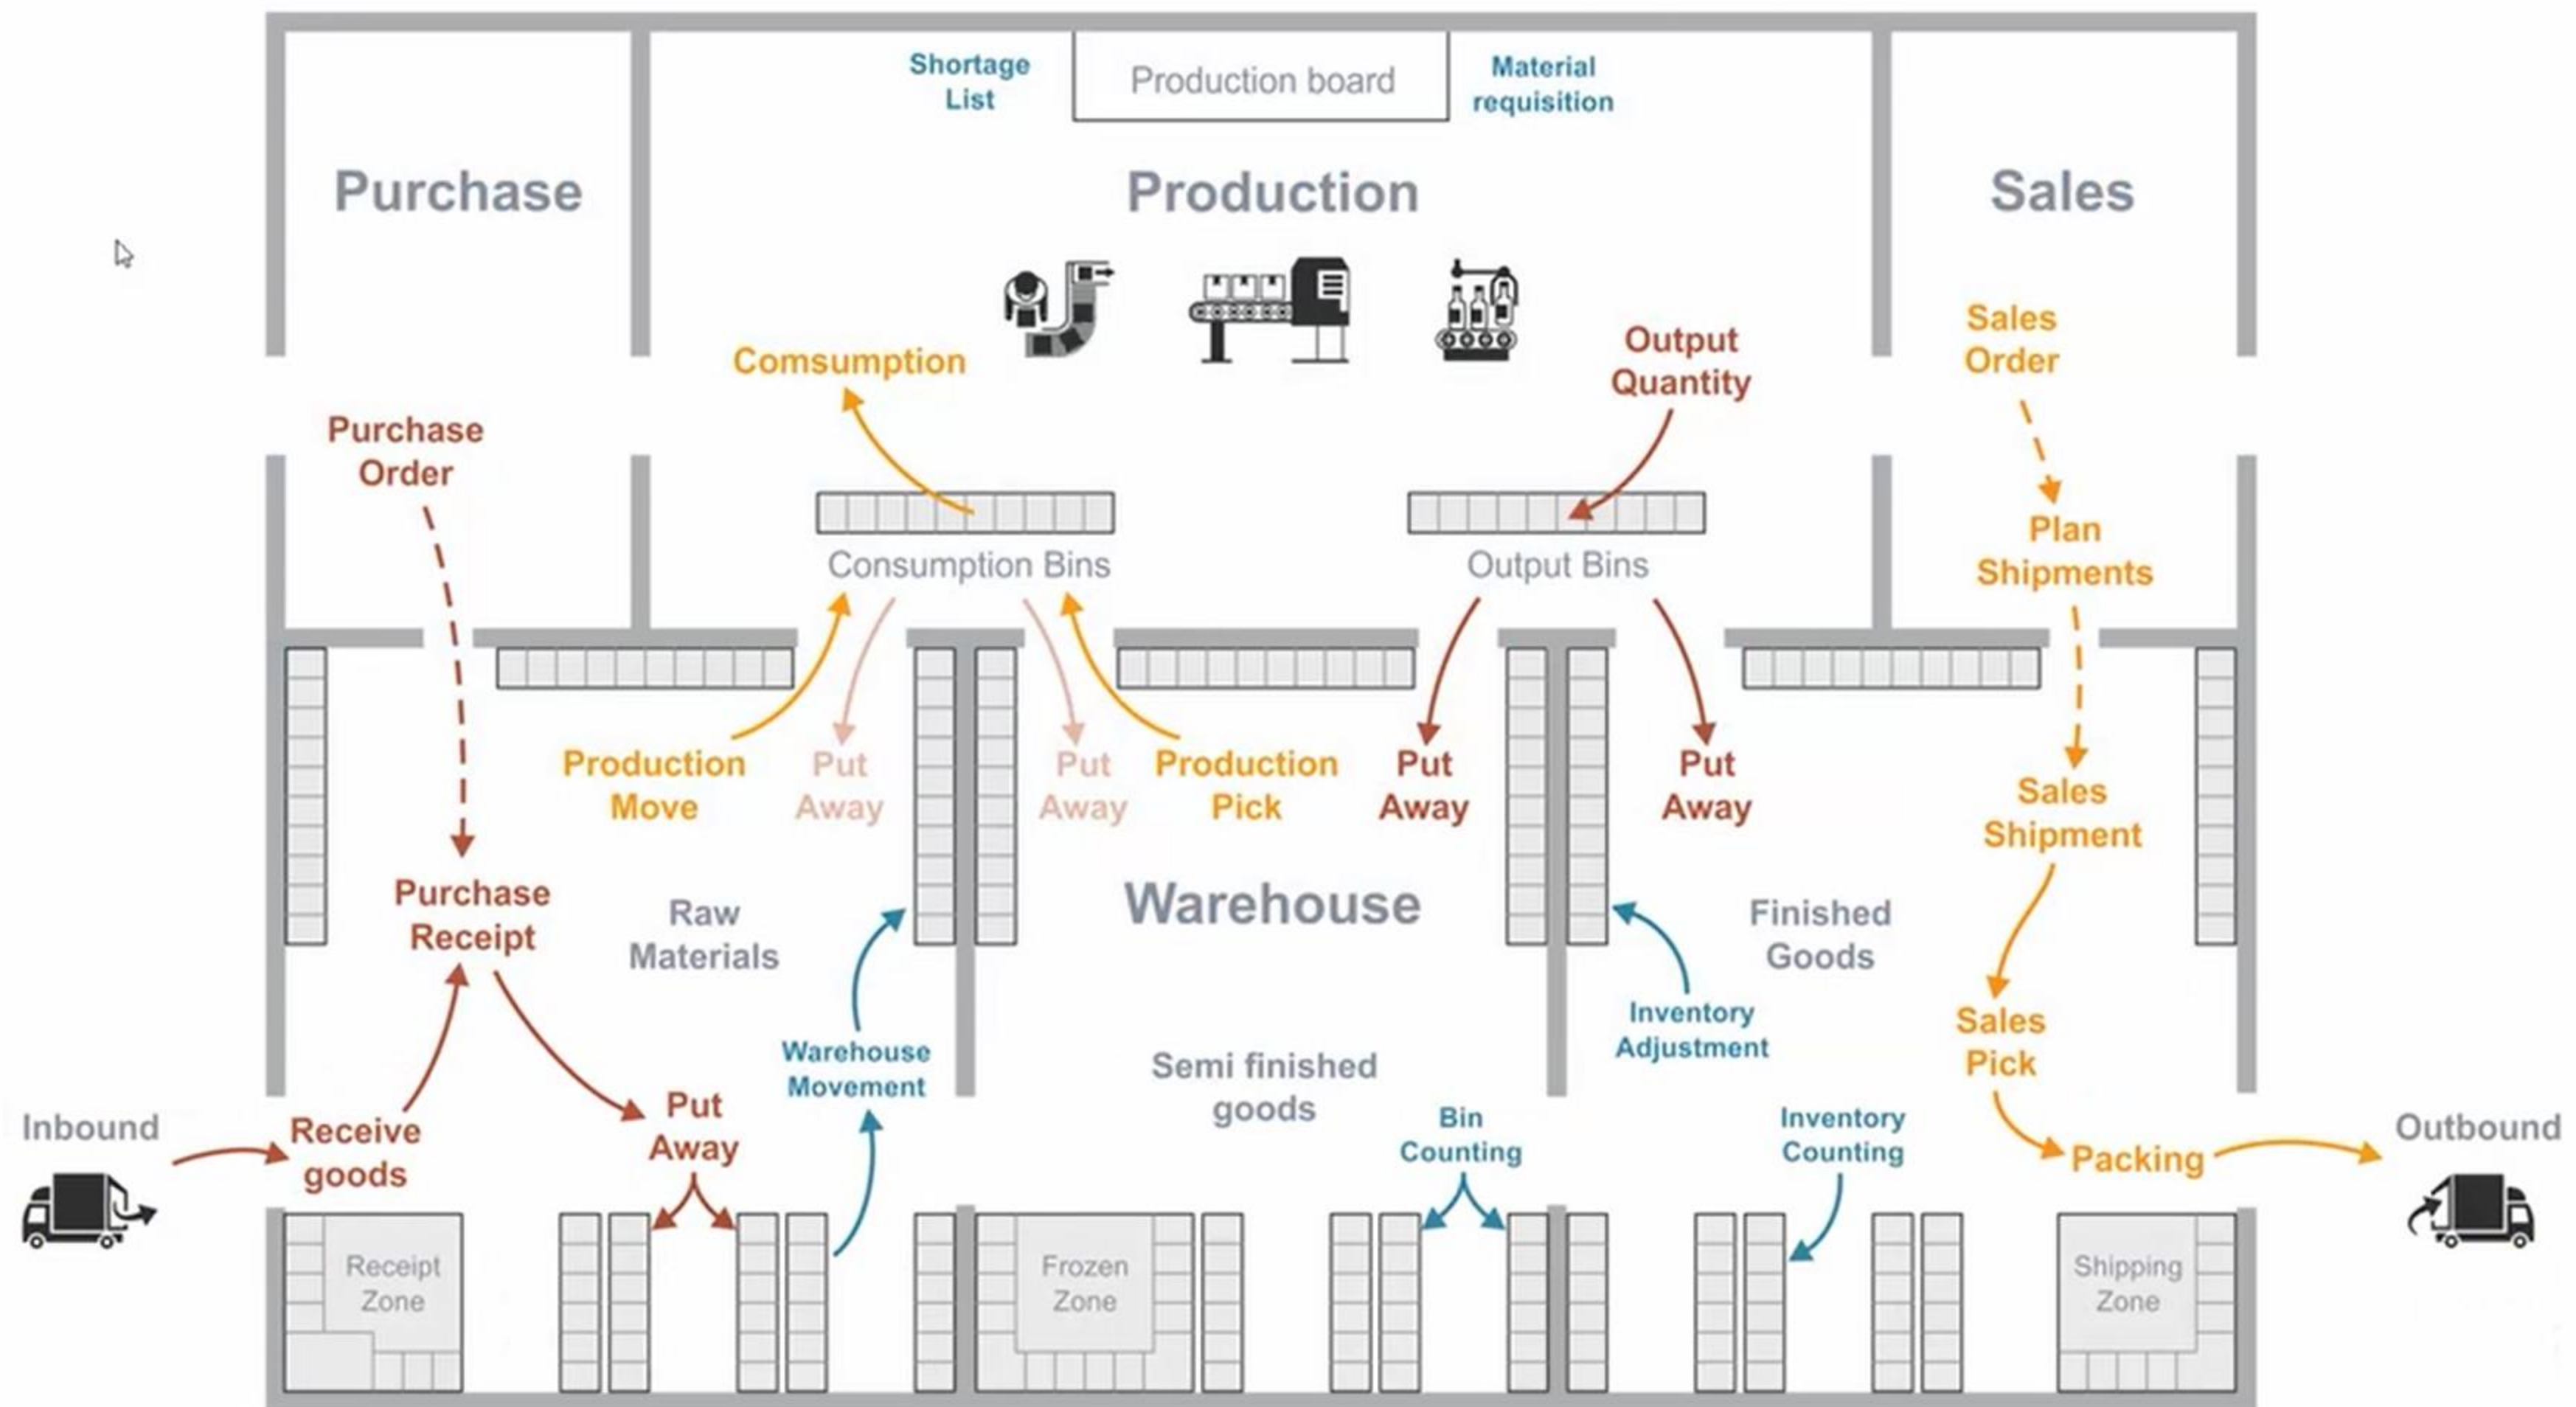 Shortage
List
Production board
Material
requisition
Purchase
Production
Sales
Sales
Order
Output
Quantity
Comsumption
Purchase
Order
Plan
Shipments
Consumption Bins
Output Bins
Production
Move
Put
Away
Put
Away
Production
Pick
Put
Away
Put
Away
Sales
Shipment
Purchase
Receipt
Raw
Materials
Warehouse
Finished
Goods
Inventory
Adjustment
Sales
Pick
Warehouse
Movement
Semi finished
goods
Inbound
Receive
goods
Put
Away
Bin
Counting
Inventory
Counting
Packing
Outbound
Receipt
Zone
Frozen
Zone
Shipping
Zone